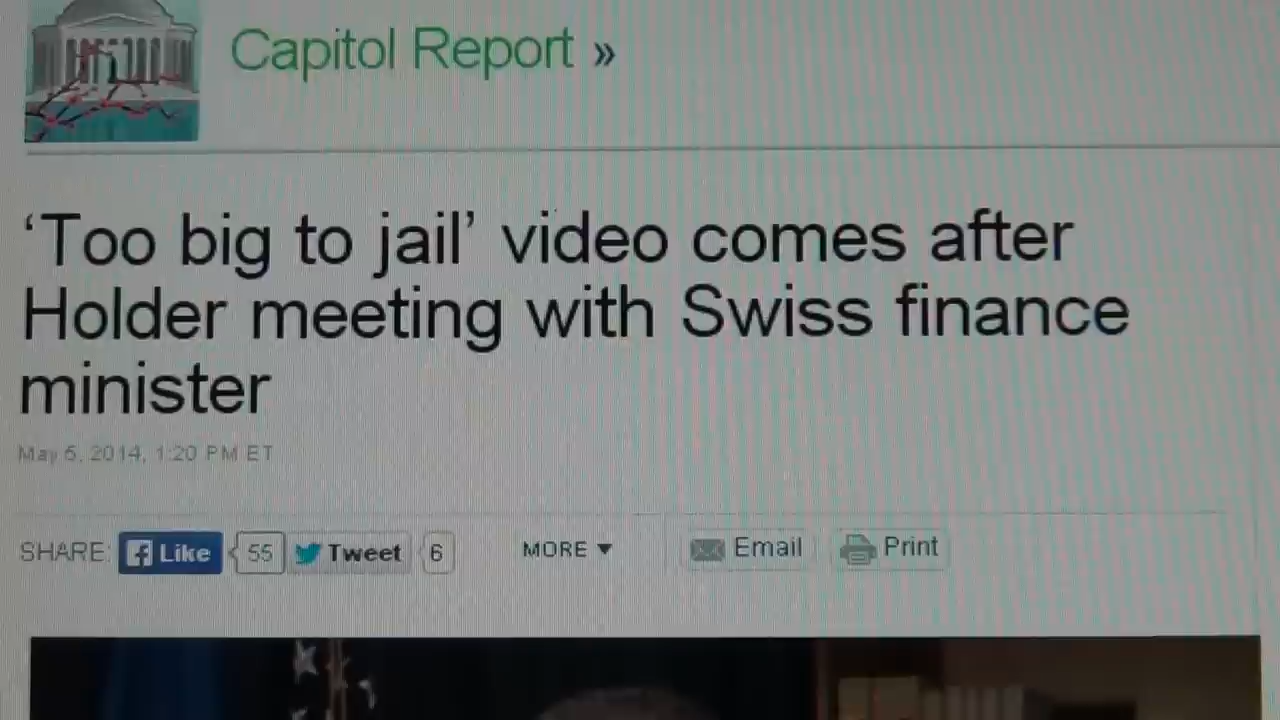 Capitol Report »
‘Too big to jail’ video comes after
Holder meeting with Swiss finance
minister
May 5, 2014, 1:20 PM ET
SHARE: Like 55 Tweet 6 MORE ▼ Email Print